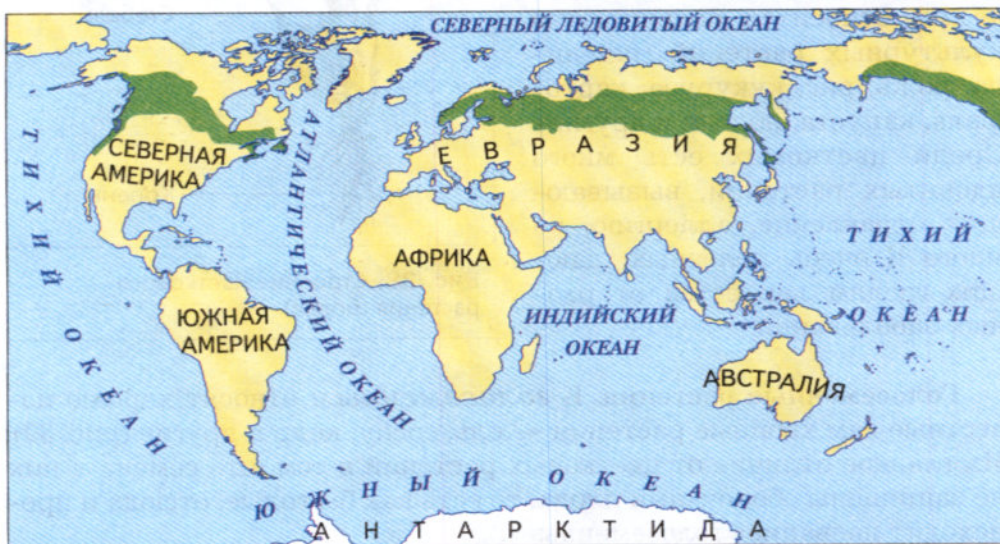 СЕВЕРНЫЙ ЛЕДОВИТЫЙ ОКЕАН
ТИХИЙ ОКЕАН
СЕВЕРНАЯ
АМЕРИКА
АТЛАНТИЧЕСКИЙ ОКЕАН
ЕВРАЗИЯ
АФРИКА
ТИХИЙ
ОКЕАН
ЮЖНАЯ
АМЕРИКА
ИНДИЙСКИЙ
ОКЕАН
АВСТРАЛИЯ
ЮЖНЫЙ ОКЕАН
АНТАРКТИДА